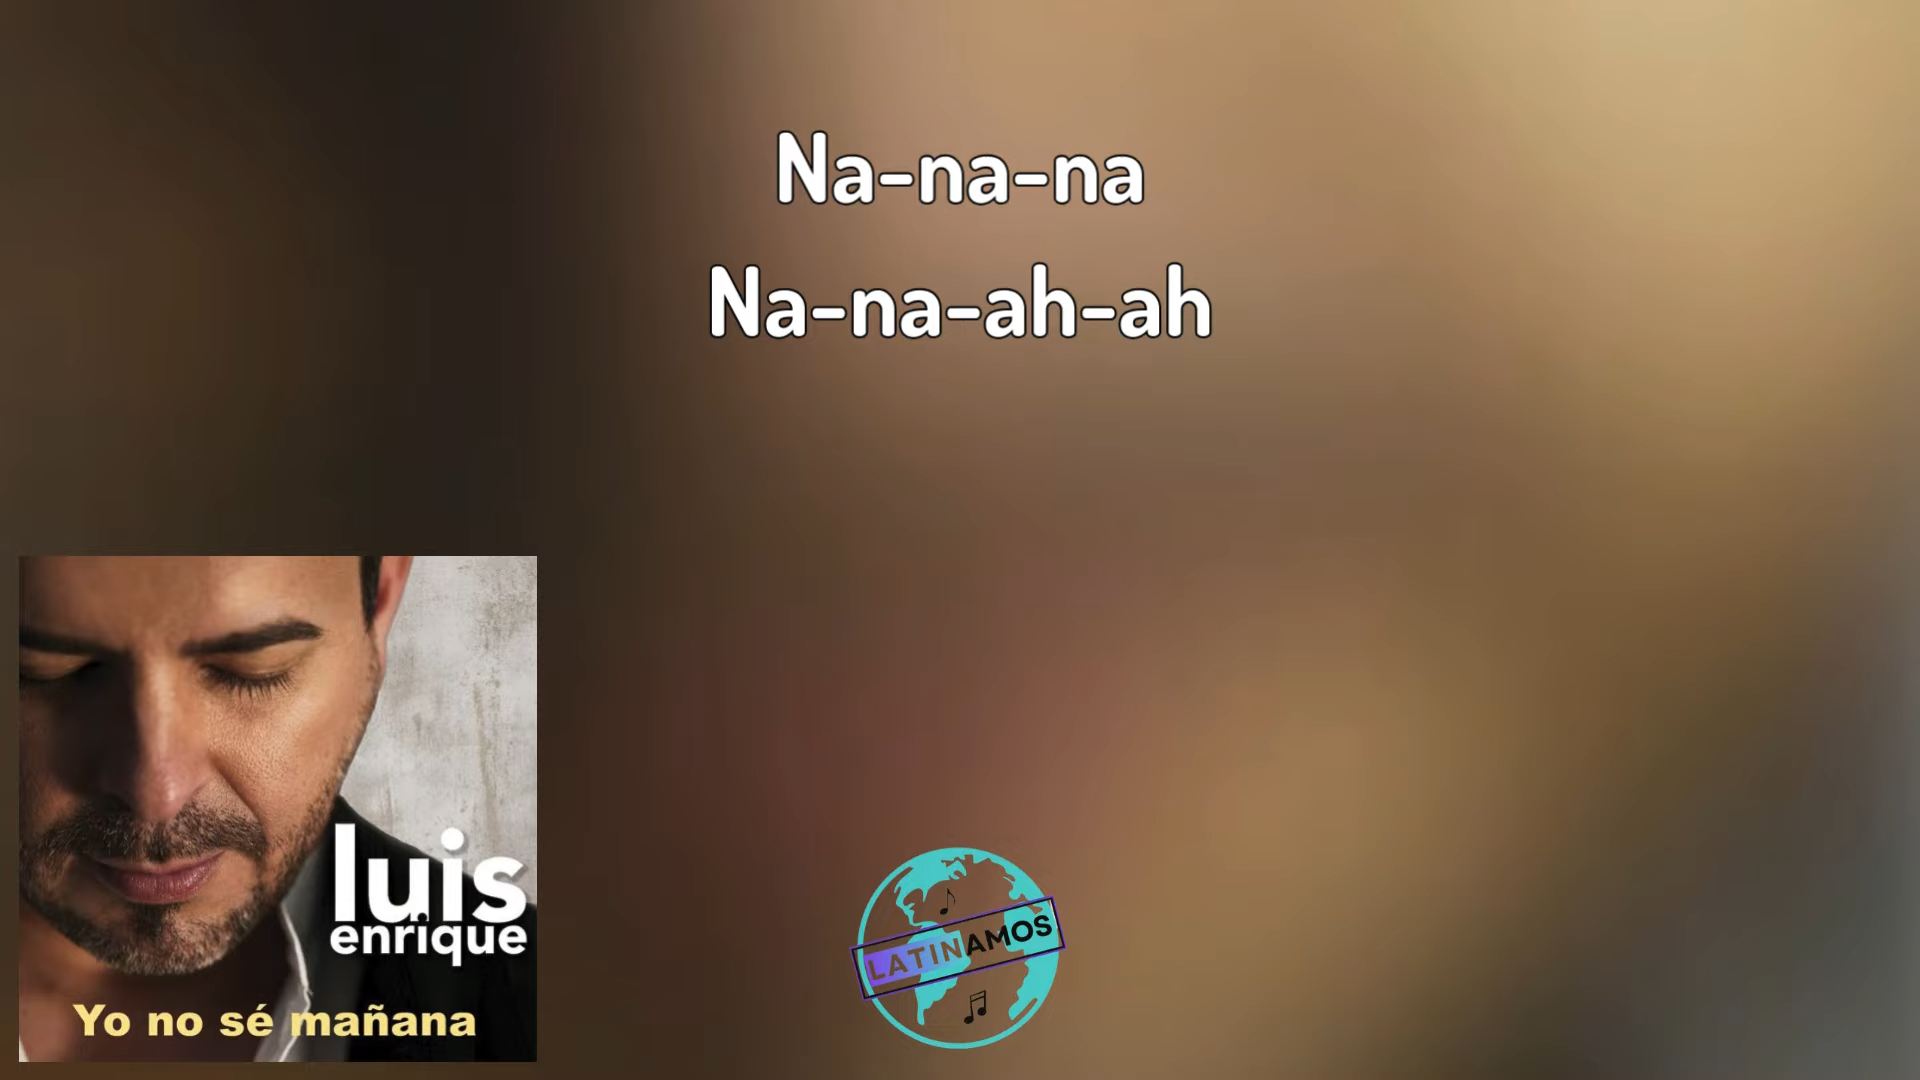 Na-na-na
Na-na-ah-ah
luis
enrique
Yo no sé mañana
LATINAMOS